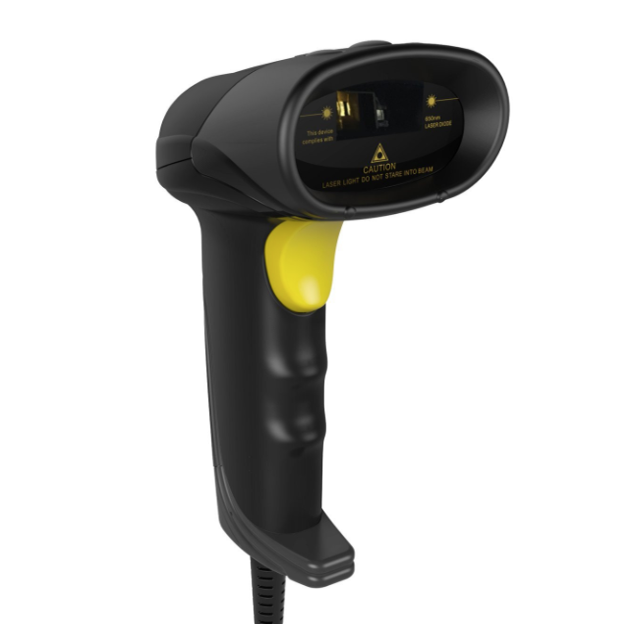 This device
complies with
650nm
LASER DIODE
CAUTION
LASER LIGHT DO NOT STARE INTO BEAM